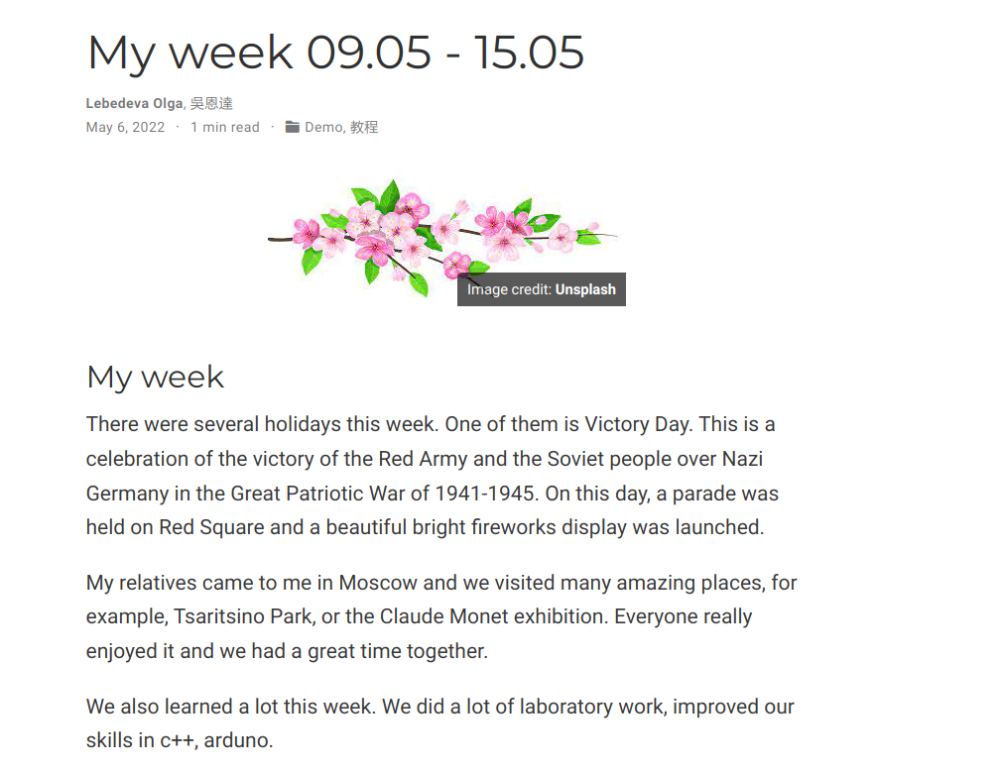 My week 09.05 - 15.05
Lebedeva Olga, 吳恩達
May 6, 2022 · 1 min read · Demo, 教程
Image credit: Unsplash
My week
There were several holidays this week. One of them is Victory Day. This is a
celebration of the victory of the Red Army and the Soviet people over Nazi
Germany in the Great Patriotic War of 1941-1945. On this day, a parade was
held on Red Square and a beautiful bright fireworks display was launched.
My relatives came to me in Moscow and we visited many amazing places, for
example, Tsaritsino Park, or the Claude Monet exhibition. Everyone really
enjoyed it and we had a great time together.
We also learned a lot this week. We did a lot of laboratory work, improved our
skills in c++, arduno.